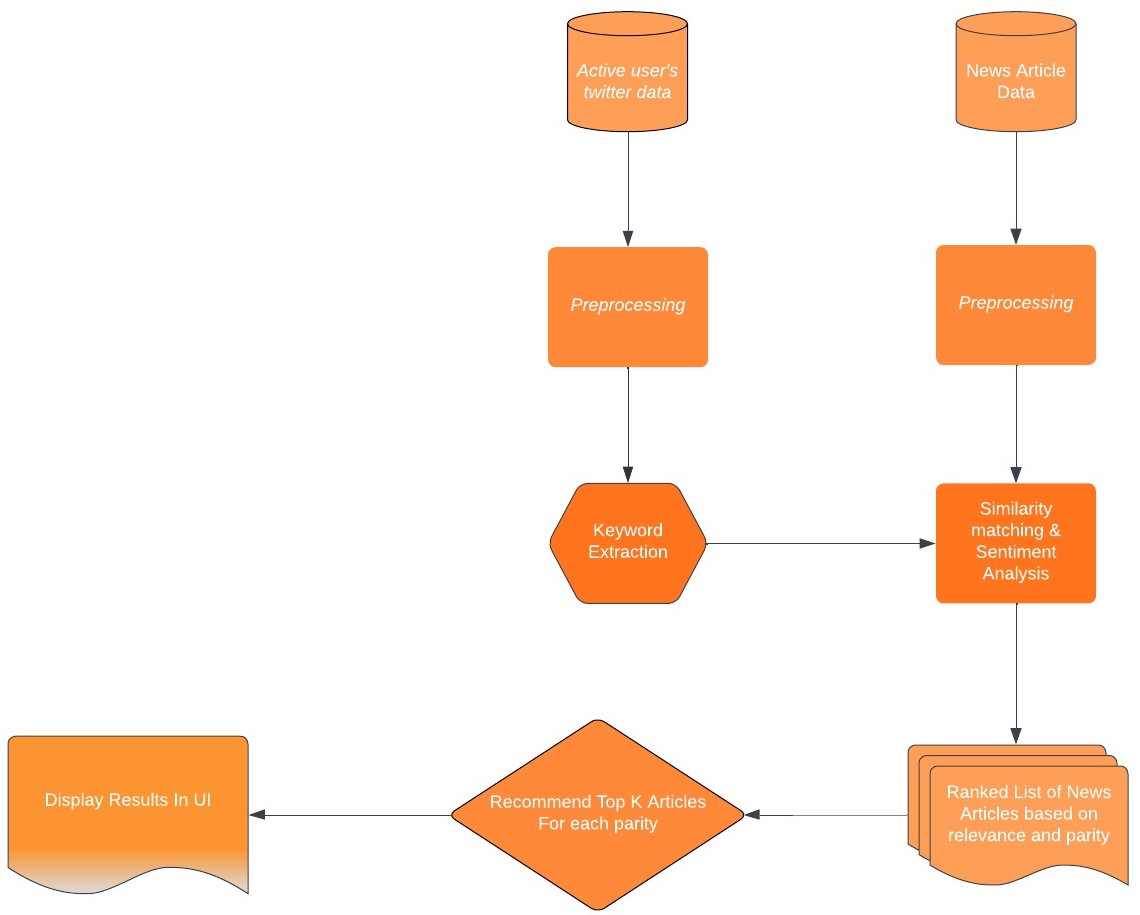 Active user's
twitter data
News Article
Data
Preprocessing
Preprocessing
Keyword
Extraction
Similarity
matching &
Sentiment
Analysis
Ranked List of News
Articles based on
relevance and parity
Recommend Top K Articles
For each parity
Display Results In UI